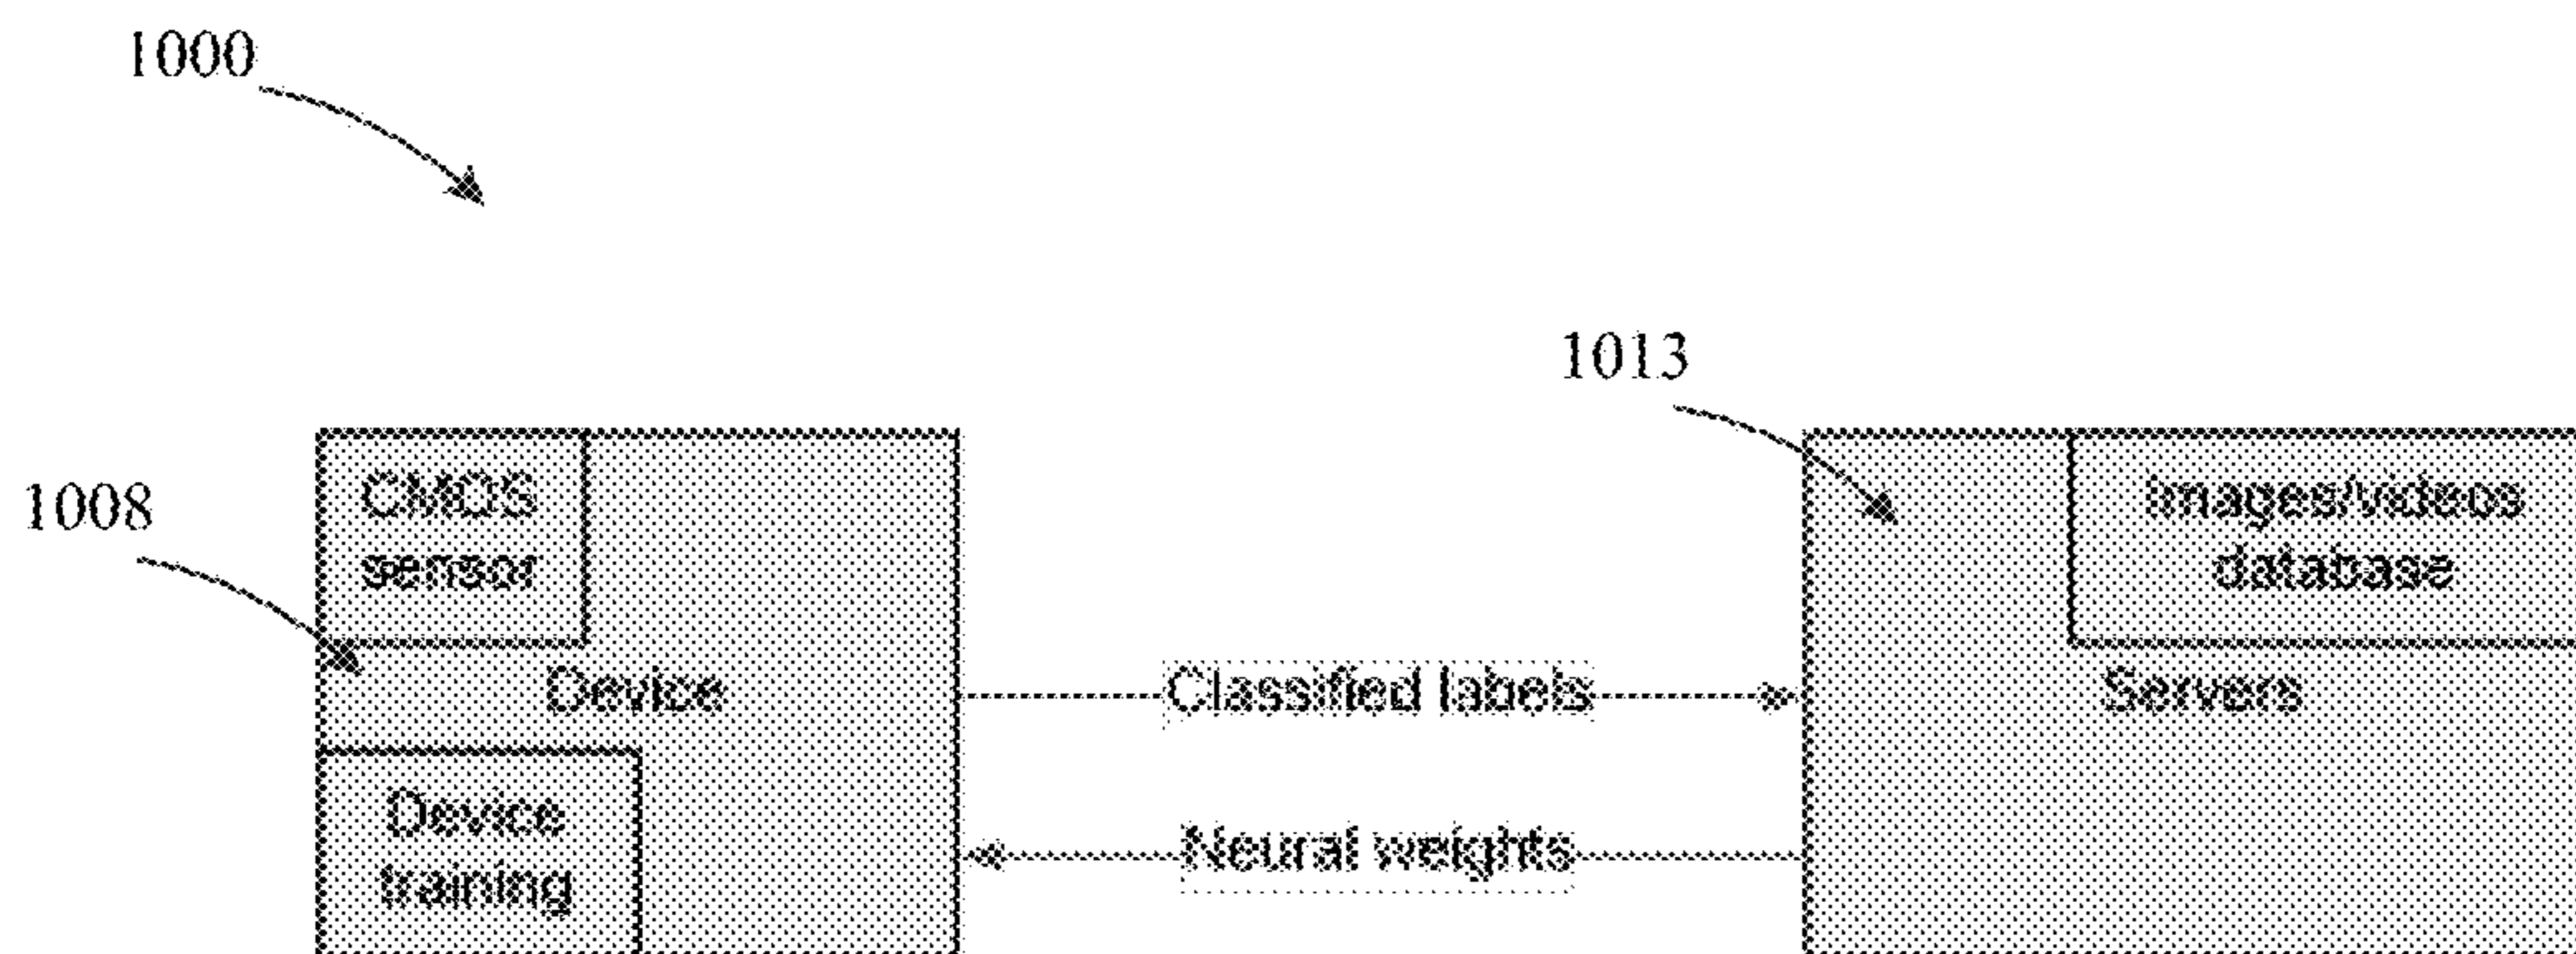 1000
1013
1008
CMOS
sensor
Images/videos
database
Device
Classified labels
Servers
Device
training
Neural weights